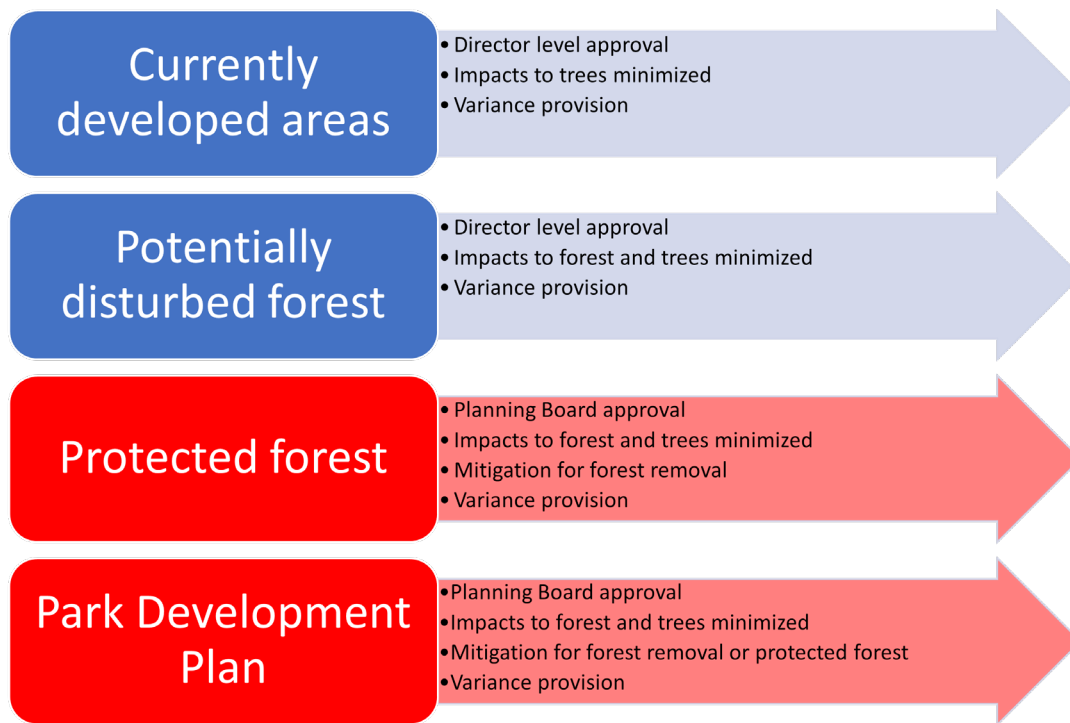 Currently
developed areas
• Director level approval
• Impacts to trees minimized
• Variance provision
Potentially
disturbed forest
• Director level approval
• Impacts to forest and trees minimized
• Variance provision
Protected forest
• Planning Board approval
• Impacts to forest and trees minimized
• Mitigation for forest removal
• Variance provision
Park Development
Plan
•Planning Board approval
•Impacts to forest and trees minimized
•Mitigation for forest removal or protected forest
•Variance provision